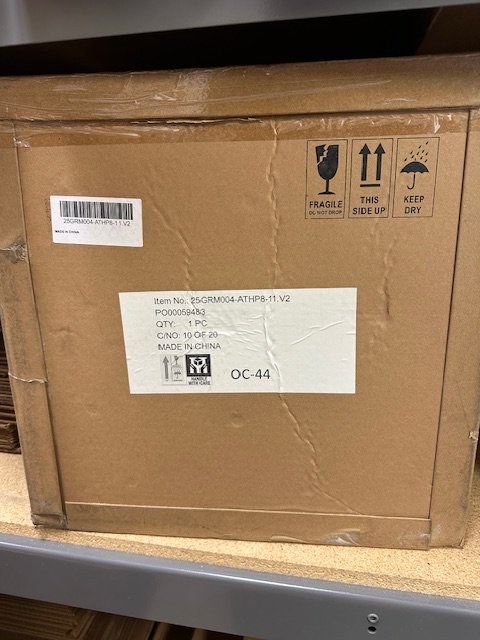 FRAGILE
DO NOT DROP
THIS
SIDE UP
KEEP
DRY
25GRM004-ATHP8-11.V2
MADE IN CHINA
Item No.: 25GRM004-ATHP8-11.V2
PO00059483
QTY: 1 PC
C/NO: 10 OF 20
MADE IN CHINA
HANDLE
WITH CARE
OC-44